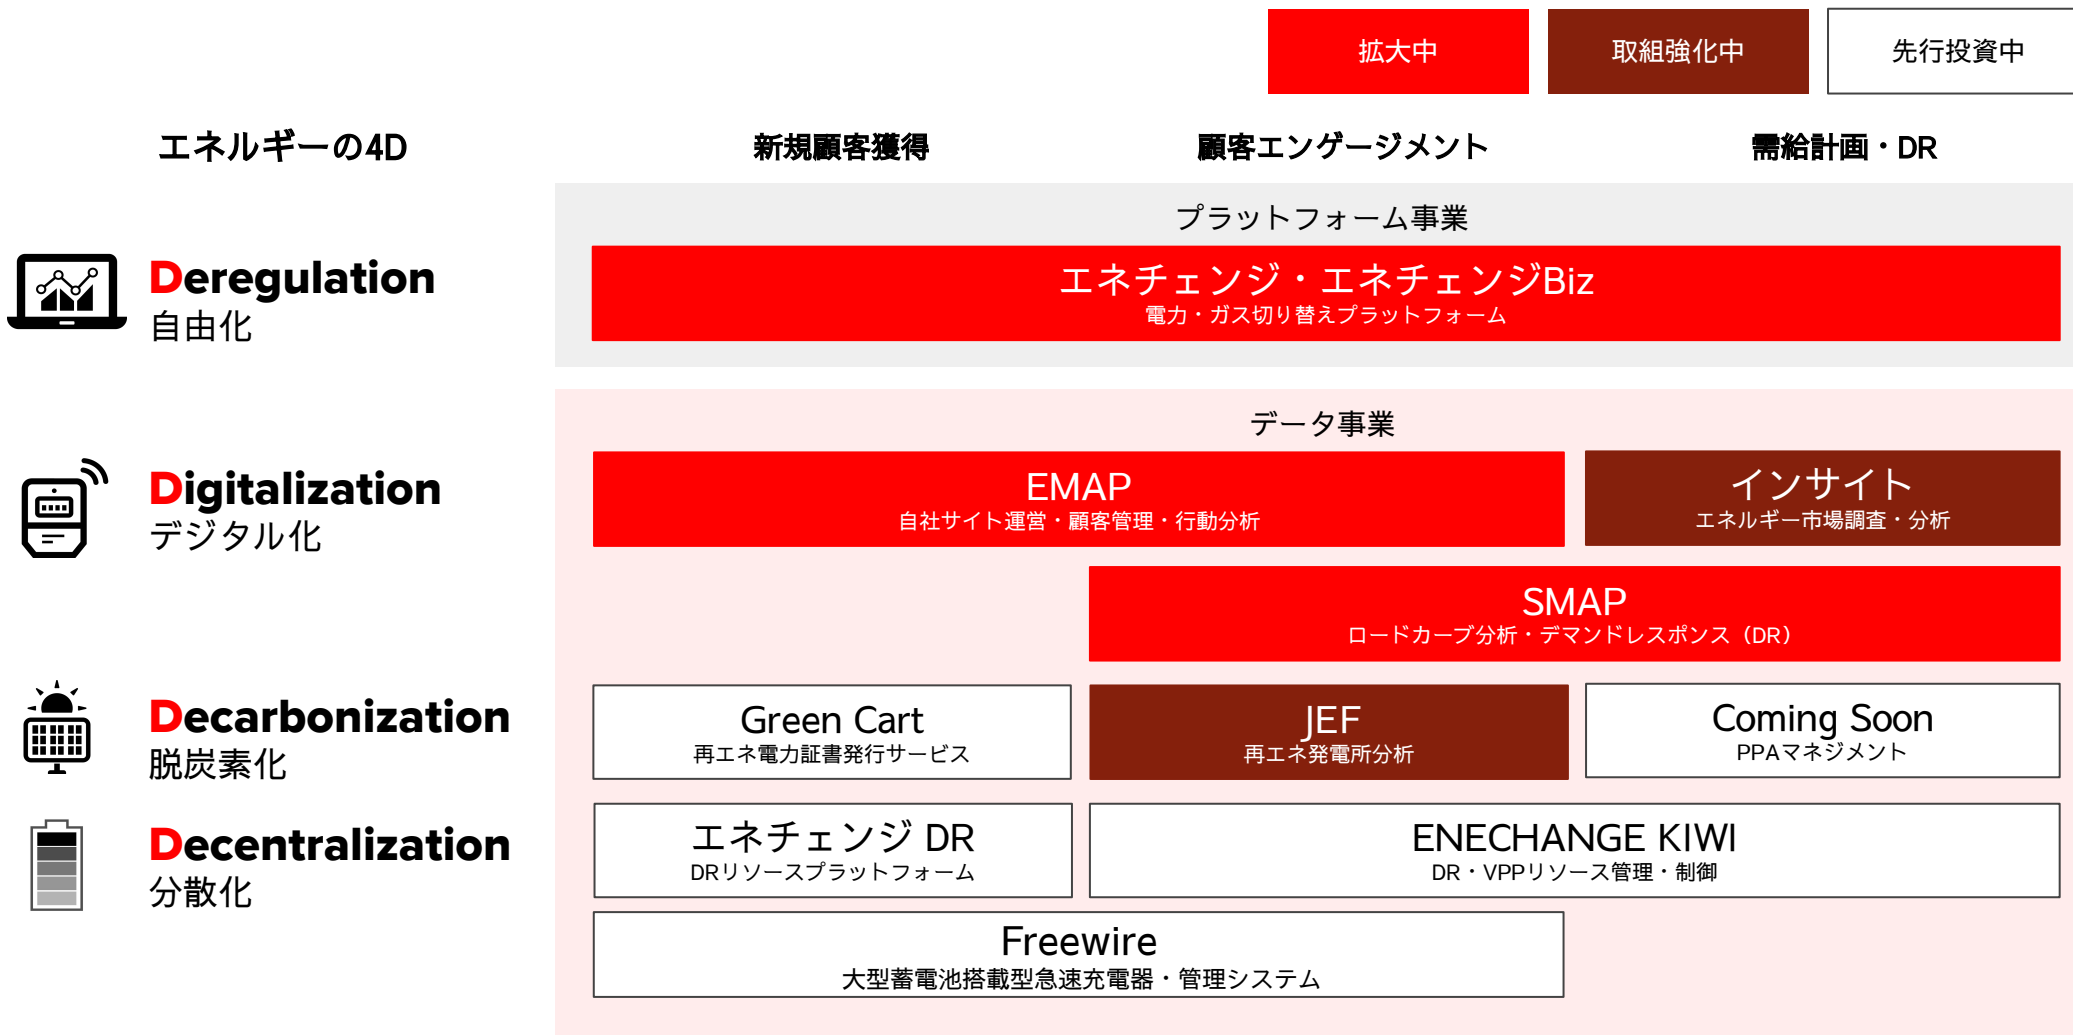 拡大中
取組強化中
先行投資中
エネルギーの4D
新規顧客獲得
顧客エンゲージメント
需給計画・DR
プラットフォーム事業
Deregulation
自由化
エネチェンジ・エネチェンジBiz
電力・ガス切り替えプラットフォーム
データ事業
Digitalization
デジタル化
EMAP
自社サイト運営・顧客管理・行動分析
インサイト
エネルギー市場調査・分析
SMAP
ロードカーブ分析・デマンドレスポンス（DR）
Decarbonization
脱炭素化
Green Cart
再エネ電力証書発行サービス
JEF
再エネ発電所分析
Coming Soon
PPAマネジメント
Decentralization
分散化
エネチェンジ DR
DRリソースプラットフォーム
ENECHANGE KIWI
DR・VPPリソース管理・制御
Freewire
大型蓄電池搭載型急速充電器・管理システム